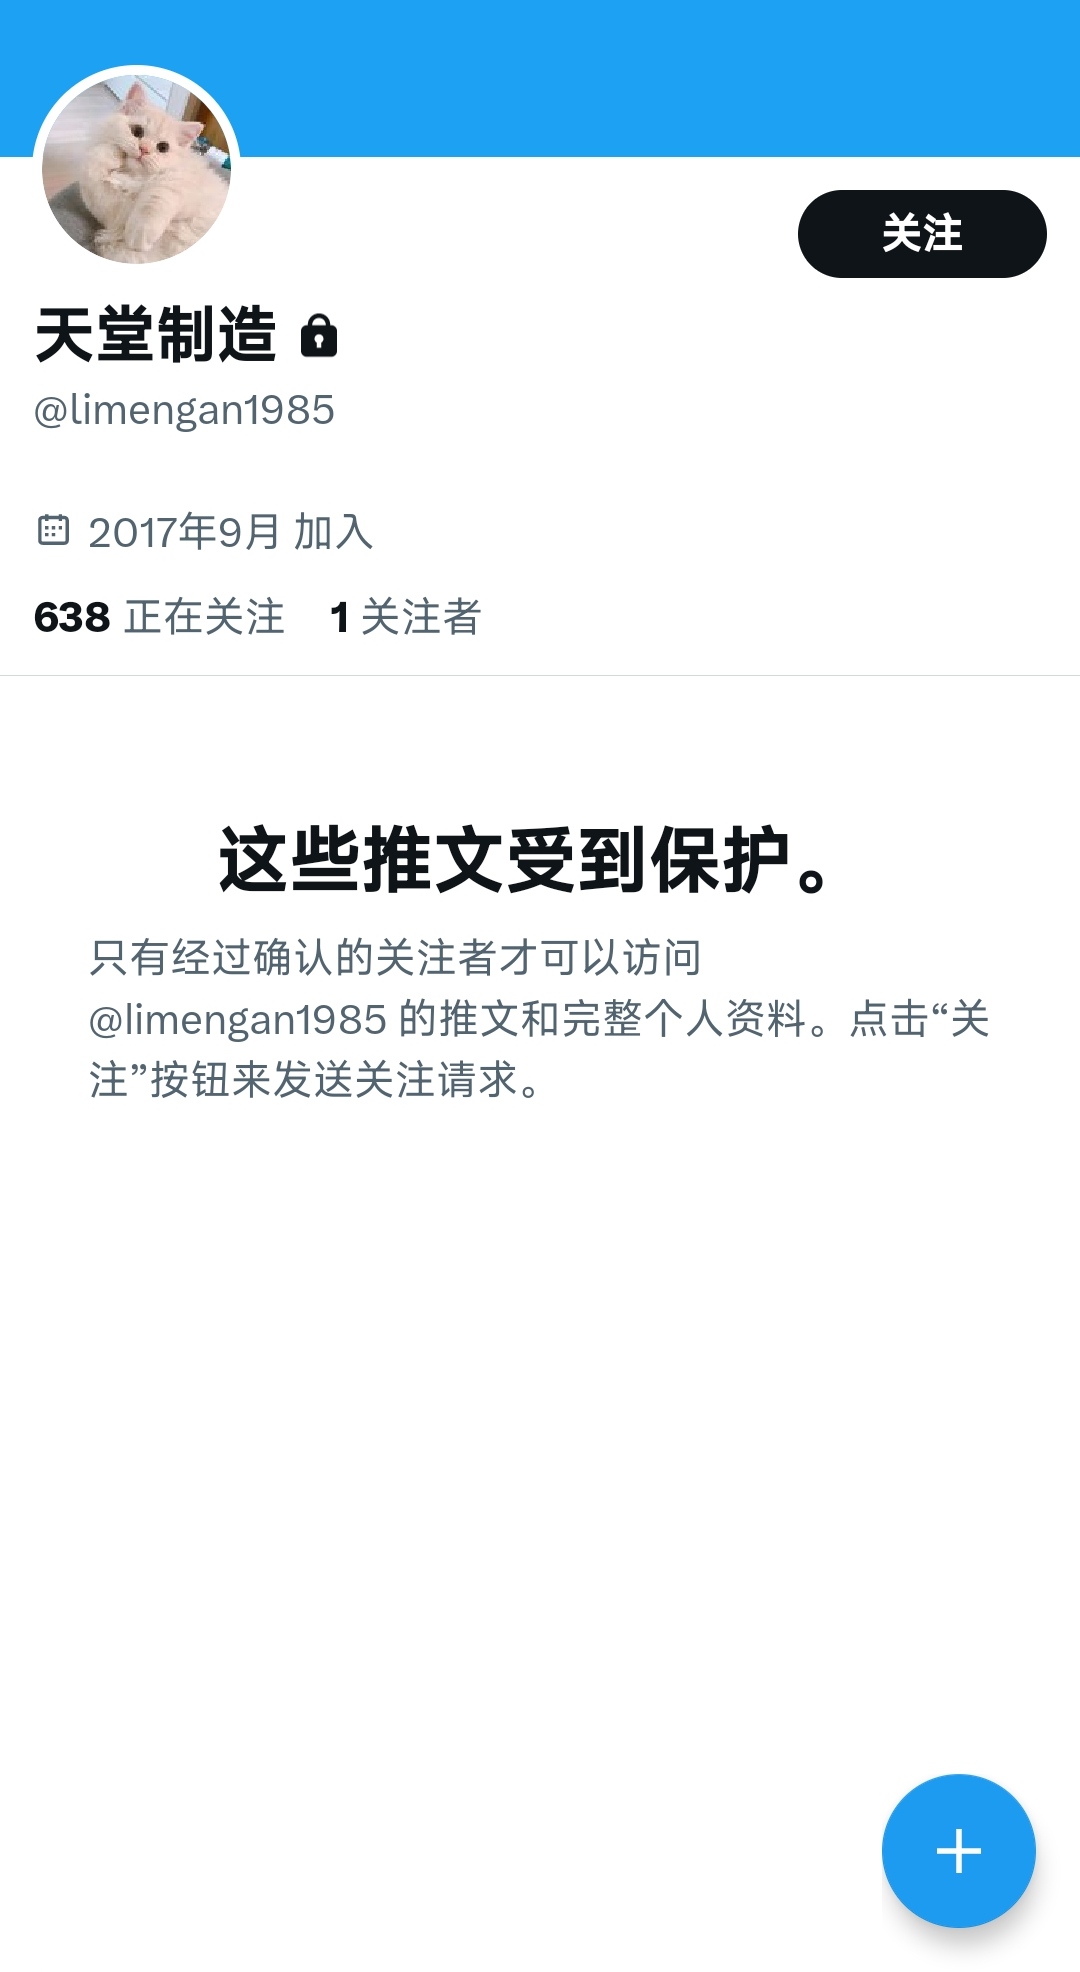 关注
天堂制造
@limengan1985
2017年9月 加入
638 正在关注 1 关注者
这些推文受到保护。
只有经过确认的关注者才可以访问
@limengan1985 的推文和完整个人资料。点击“关
注”按钮来发送关注请求。